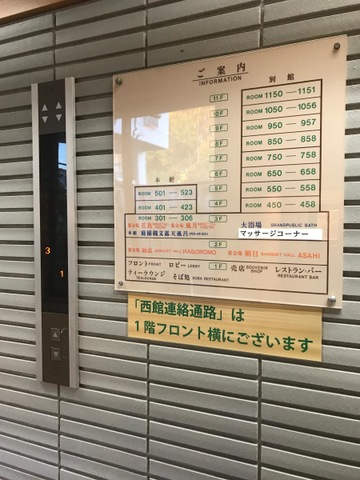 ご案内
INFORMATION
別館
11F ROOM 1150 — 1151
10F ROOM 1050 — 1056
9F ROOM 950 — 957
8F ROOM 850 — 858
7F ROOM 750 — 758
6F ROOM 650 — 658
本館
ROOM 501 — 523 5F ROOM 550 — 558
ROOM 401 — 423 4F ROOM 450 — 458
ROOM 301 — 306 3F
大浴場 GRANDPUBLIC BATH
マッサージコーナー
宴会場 羽衣 BANQUET HALL HAGOROMO 2F 宴会場 朝日 BANQUET HALL ASAHI
フロント FRONT ロビー LOBBY 1F 売店 SOUVENIR SHOP レストラン・バー RESTAURANT BAR
ティーラウンジ TEALOUNGE そば処 SOBA RESTAURANT
3
1
「西館連絡通路」は
1階フロント横にございます